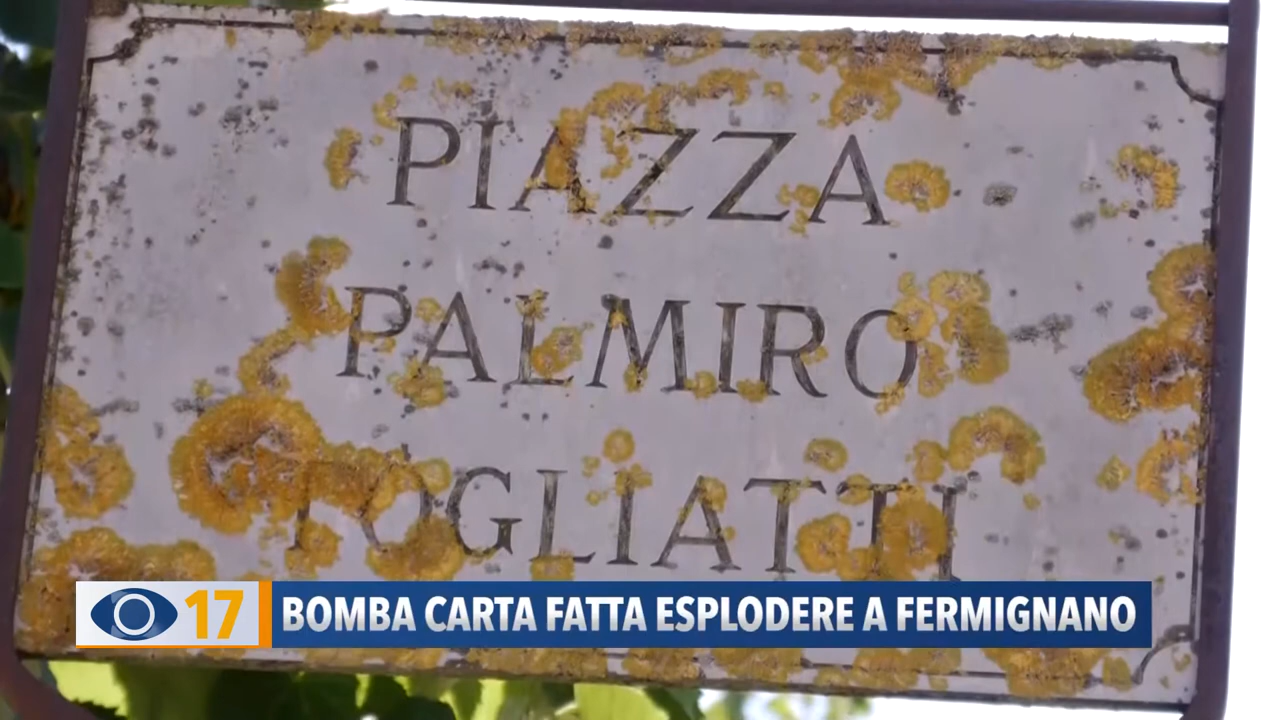 PIAZZA
PALMIRO
TOGLIATTI
17 BOMBA CARTA FATTA ESPLODERE A FERMIGNANO